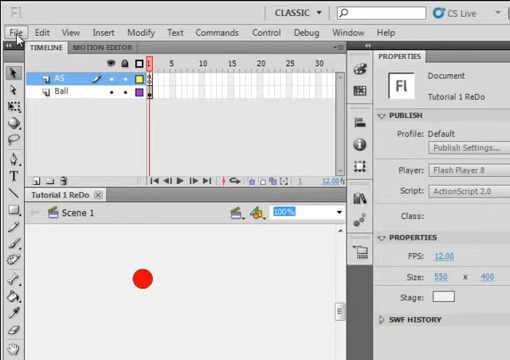 Fl CLASSIC CS Live
File Edit View Insert Modify Text Commands Control Debug Window Help
TIMELINE MOTION EDITOR
1 5 10 15 20 25 30
AS
Ball
1 12.00
Tutorial 1 ReDo
Scene 1 100%
PROPERTIES
Fl Document
Tutorial 1 ReDo
PUBLISH
Profile: Default
Publish Settings...
Player: Flash Player 8
Script: ActionScript 2.0
Class:
PROPERTIES
FPS: 12.00
Size: 550 x 400
Stage:
SWF HISTORY